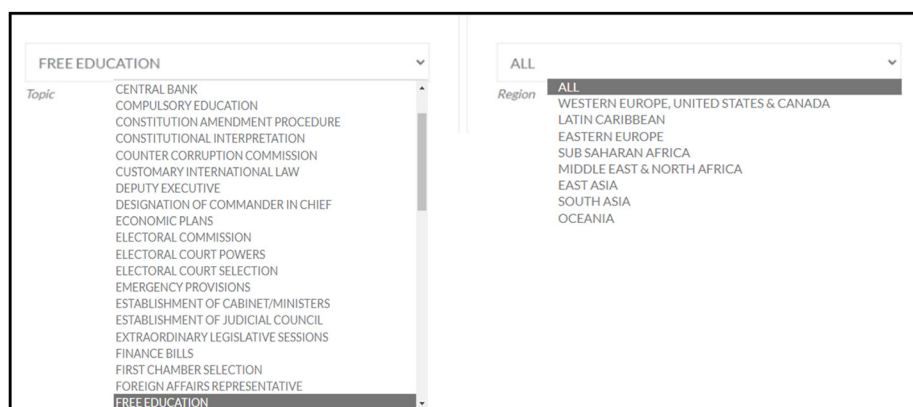 FREE EDUCATION
Topic
CENTRAL BANK
COMPULSORY EDUCATION
CONSTITUTION AMENDMENT PROCEDURE
CONSTITUTIONAL INTERPRETATION
COUNTER CORRUPTION COMMISSION
CUSTOMARY INTERNATIONAL LAW
DEPUTY EXECUTIVE
DESIGNATION OF COMMANDER IN CHIEF
ECONOMIC PLANS
ELECTORAL COMMISSION
ELECTORAL COURT POWERS
ELECTORAL COURT SELECTION
EMERGENCY PROVISIONS
ESTABLISHMENT OF CABINET/MINISTERS
ESTABLISHMENT OF JUDICIAL COUNCIL
EXTRAORDINARY LEGISLATIVE SESSIONS
FINANCE BILLS
FIRST CHAMBER SELECTION
FOREIGN AFFAIRS REPRESENTATIVE
FREE EDUCATION
ALL
Region
ALL
WESTERN EUROPE, UNITED STATES & CANADA
LATIN CARIBBEAN
EASTERN EUROPE
SUB SAHARAN AFRICA
MIDDLE EAST & NORTH AFRICA
EAST ASIA
SOUTH ASIA
OCEANIA